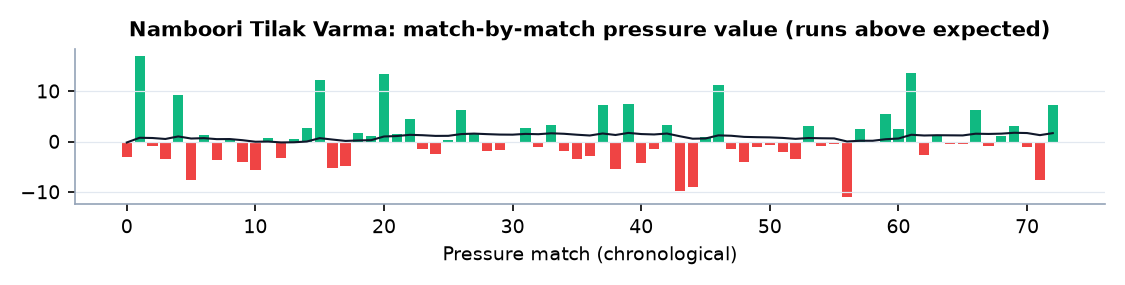 Namboori Tilak Varma: match-by-match pressure value (runs above expected)
10
0
−10
0 10 20 30 40 50 60 70
Pressure match (chronological)